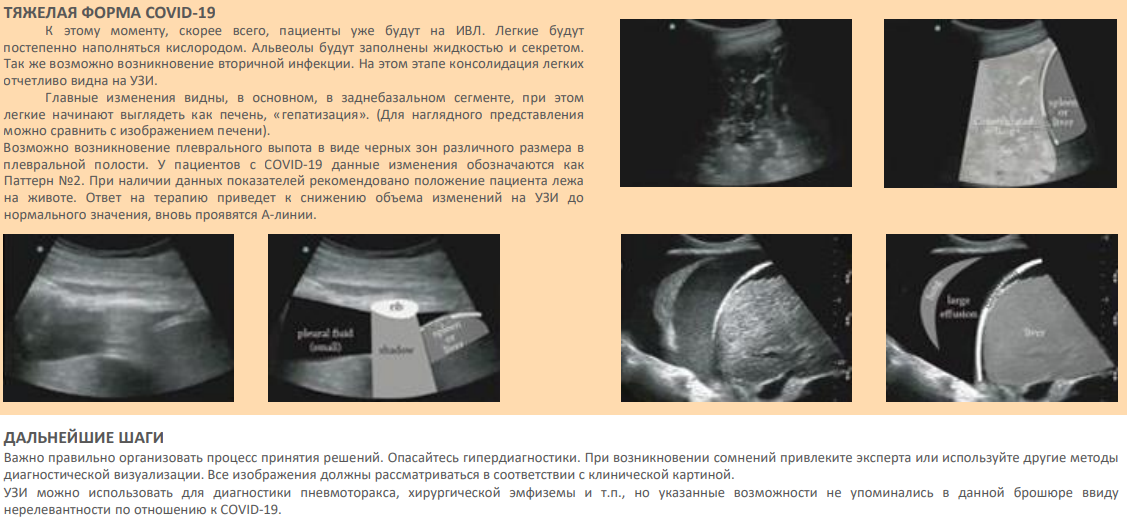 ТЯЖЕЛАЯ ФОРМА COVID-19
К этому моменту, скорее всего, пациенты уже будут на ИВЛ. Легкие будут
постепенно наполняться кислородом. Альвеолы будут заполнены жидкостью и секретом.
Так же возможно возникновение вторичной инфекции. На этом этапе консолидация легких
отчетливо видна на УЗИ.
Главные изменения видны, в основном, в заднебазальном сегменте, при этом
легкие начинают выглядеть как печень, «гепатизация». (Для наглядного представления
можно сравнить с изображением печени).
Возможно возникновение плеврального выпота в виде черных зон различного размера в
плевральной полости. У пациентов с COVID-19 данные изменения обозначаются как
Паттерн №2. При наличии данных показателей рекомендовано положение пациента лежа
на животе. Ответ на терапию приведет к снижению объема изменений на УЗИ до
нормального значения, вновь проявятся А-линии.
spleen
or
liver
pleural fluid
(small)
rib
shadow
spleen
or
liver
large
effusion
liver
ДАЛЬНЕЙШИЕ ШАГИ
Важно правильно организовать процесс принятия решений. Опасайтесь гипердиагностики. При возникновении сомнений привлеките эксперта или используйте другие методы
диагностической визуализации. Все изображения должны рассматриваться в соответствии с клинической картиной.
УЗИ можно использовать для диагностики пневмоторакса, хирургической эмфиземы и т.п., но указанные возможности не упоминались в данной брошюре ввиду
нерелевантности по отношению к COVID-19.